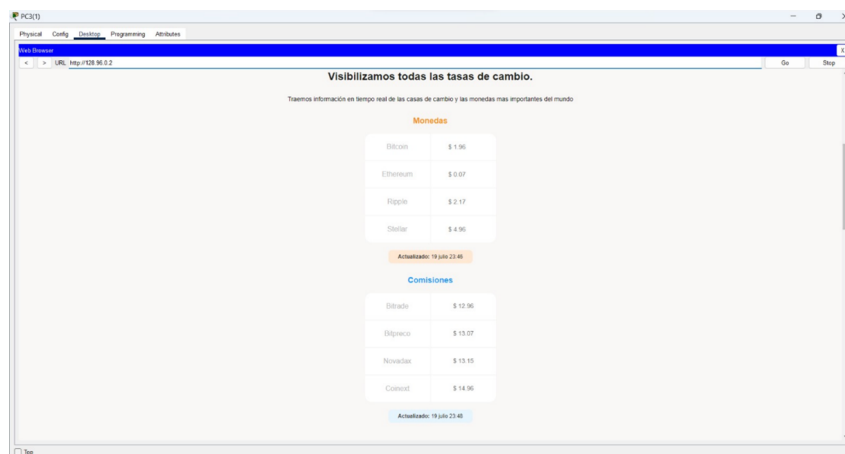 PC3(1)
Physical Config Desktop Programming Attributes
Web Browser X
< > URL http://128.96.0.2 Go Stop
Visibilizamos todas las tasas de cambio.
Traemos información en tiempo real de las casas de cambio y las monedas mas importantes del mundo
Monedas
Bitcoin $ 1.96
Ethereum $ 0.07
Ripple $ 2.17
Stellar $ 4.96
Actualizado: 19 julio 23:45
Comisiones
Bitrade $ 12.96
Bitpreco $ 13.07
Novadax $ 13.15
Coinext $ 14.96
Actualizado: 19 julio 23:45
Top